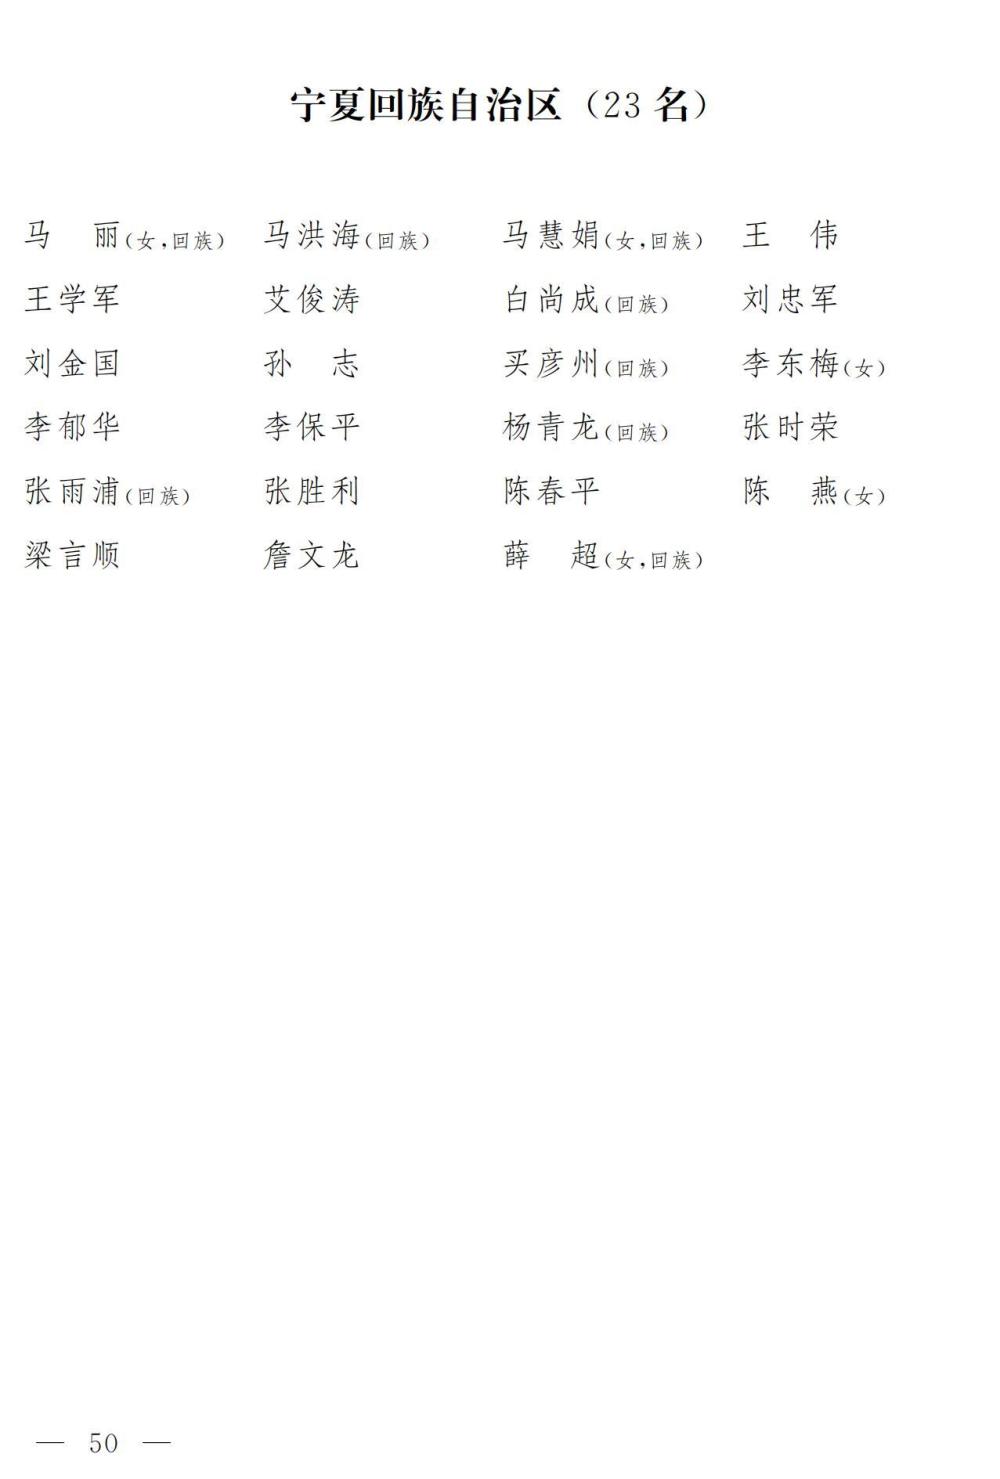 宁夏回族自治区（23 名）
马　丽（女，回族）　马洪海（回族）　马慧娟（女，回族）　王　伟
王学军　艾俊涛　白尚成（回族）　刘忠军
刘金国　孙　志　买彦州（回族）　李东梅（女）
李郁华　李保平　杨青龙（回族）　张时荣
张雨浦（回族）　张胜利　陈春平　陈　燕（女）
梁言顺　詹文龙　薛　超（女，回族）
— 50 —